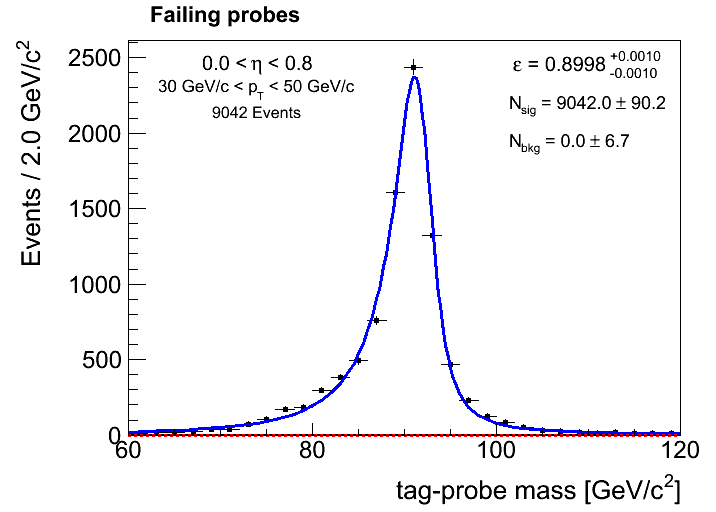 Failing probes
0.0 < η < 0.8
30 GeV/c < p_T < 50 GeV/c
9042 Events
ε = 0.8998 +0.0010 -0.0010
N_sig = 9042.0 ± 90.2
N_bkg = 0.0 ± 6.7
Events / 2.0 GeV/c²
2500
2000
1500
1000
500
0
60 80 100 120
tag-probe mass [GeV/c²]